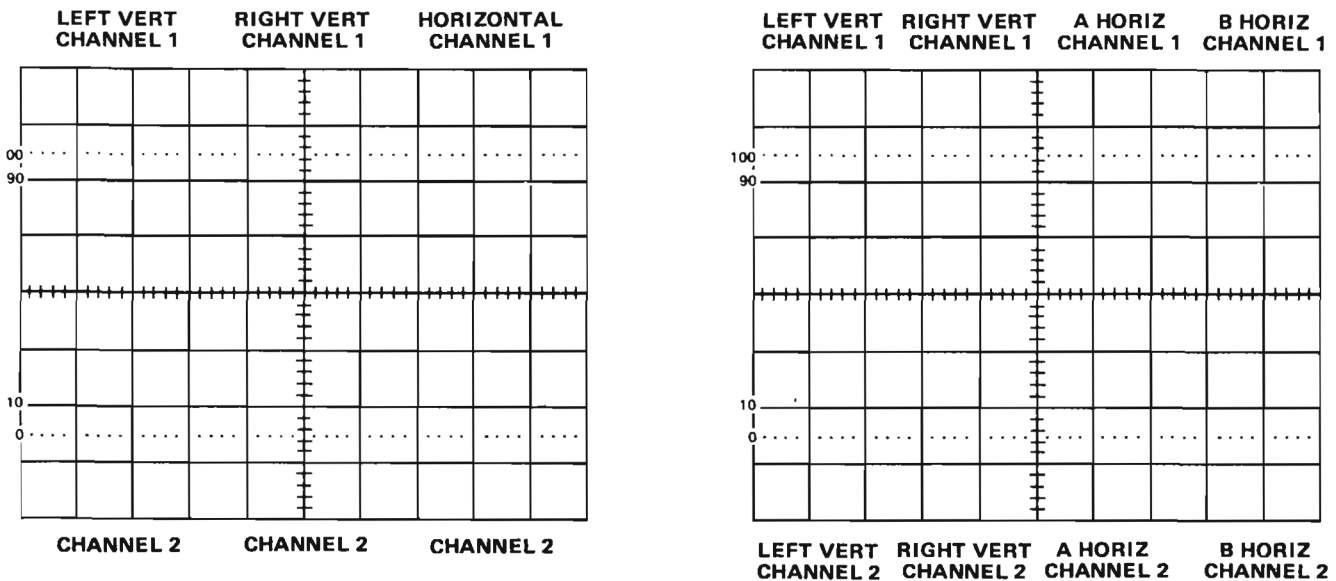 LEFT VERT
CHANNEL 1
RIGHT VERT
CHANNEL 1
HORIZONTAL
CHANNEL 1
00
90
10
0
CHANNEL 2
CHANNEL 2
CHANNEL 2
LEFT VERT
CHANNEL 1
RIGHT VERT
CHANNEL 1
A HORIZ
CHANNEL 1
B HORIZ
CHANNEL 1
100
90
10
0
LEFT VERT
CHANNEL 2
RIGHT VERT
CHANNEL 2
A HORIZ
CHANNEL 2
B HORIZ
CHANNEL 2